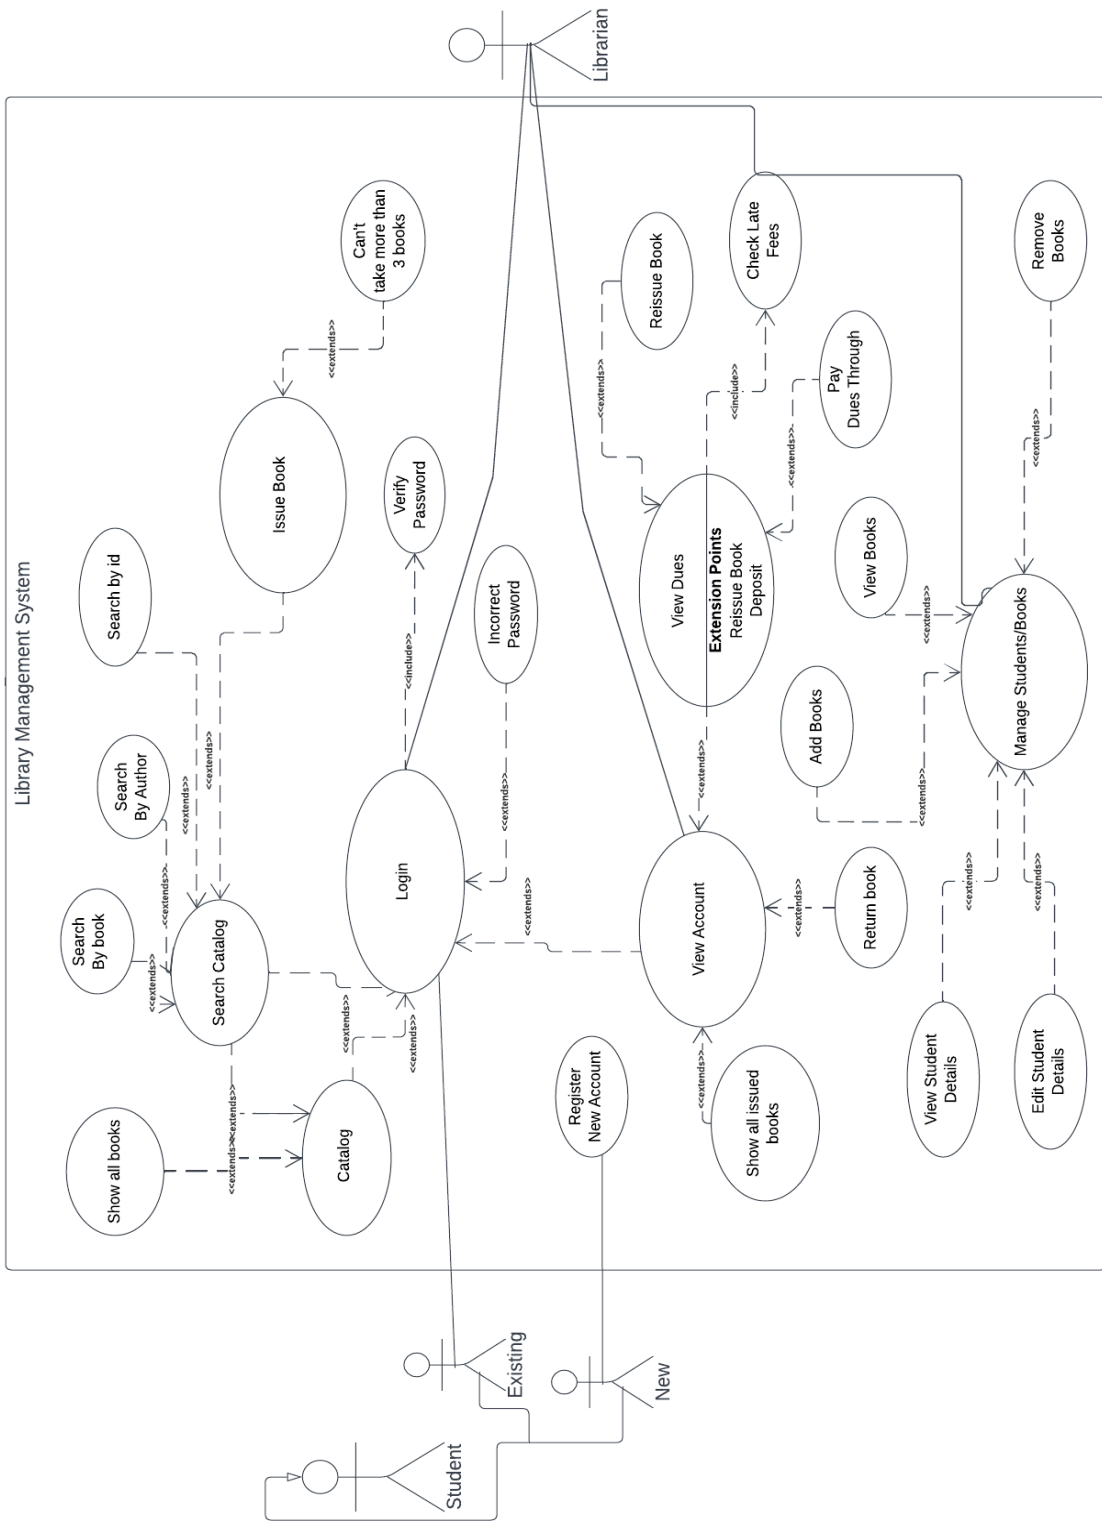 Library Management System
Show all books
Search
By book
Search
By Author
Search by id
<<extends>>
<<extends>>
<<extends>>
<<extends>>
Search Catalog
Issue Book
<<extends>>
Can't
take more than
3 books
<<extends>>
<<extends>>
Catalog
<<extends>>
<<extends>>
Login
<<include>>
Verify
Password
Incorrect
Password
<<extends>>
<<extends>>
Register
New Account
View Account
<<extends>>
Show all issued
books
<<extends>>
Return book
<<extends>>
View Dues
Extension Points
Reissue Book
Deposit
<<extends>>
Reissue Book
<<include>>
Check Late
Fees
<<extends>>
Pay
Dues Through
Add Books
<<extends>>
View Books
<<extends>>
Manage Students/Books
<<extends>>
Remove
Books
<<extends>>
View Student
Details
<<extends>>
Edit Student
Details
Student
Existing
New
Librarian